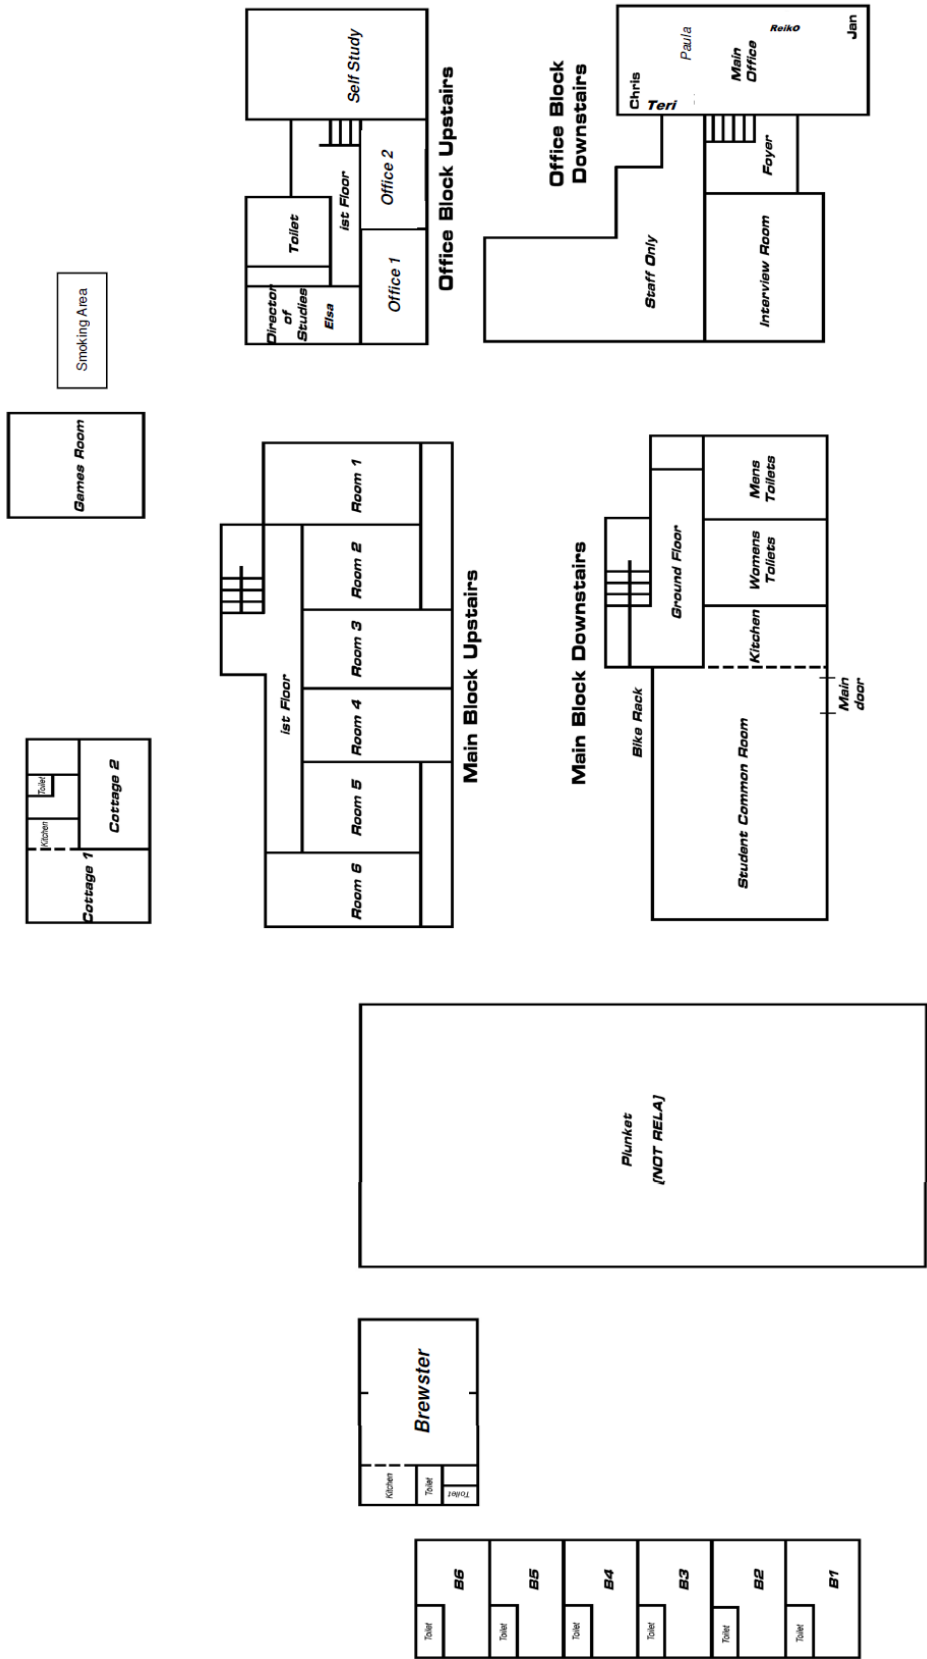 Self Study
Toilet
ist Floor
Office 2
Director
of
Studies
Elsa
Office 1
Office Block Upstairs
Chris
Teri
Paula
Main
Office
Reiko
Jan
Office Block
Downstairs
Staff Only
Foyer
Interview Room
Smoking Area
Games Room
Room 1
Room 2
Room 3
Room 4
Room 5
Room 6
ist Floor
Main Block Upstairs
Main Block Downstairs
Ground Floor
Mens
Toilets
Womens
Toliets
Kitchen
Main
door
Bike Rack
Student Common Room
Toilet
Kitchen
Cottage 1
Cottage 2
Plunket
[NOT RELA]
Brewster
Kitchen
Toilet
Toilet
B6
Toilet
B5
Toilet
B4
Toilet
B3
Toilet
B2
Toilet
B1
Toilet